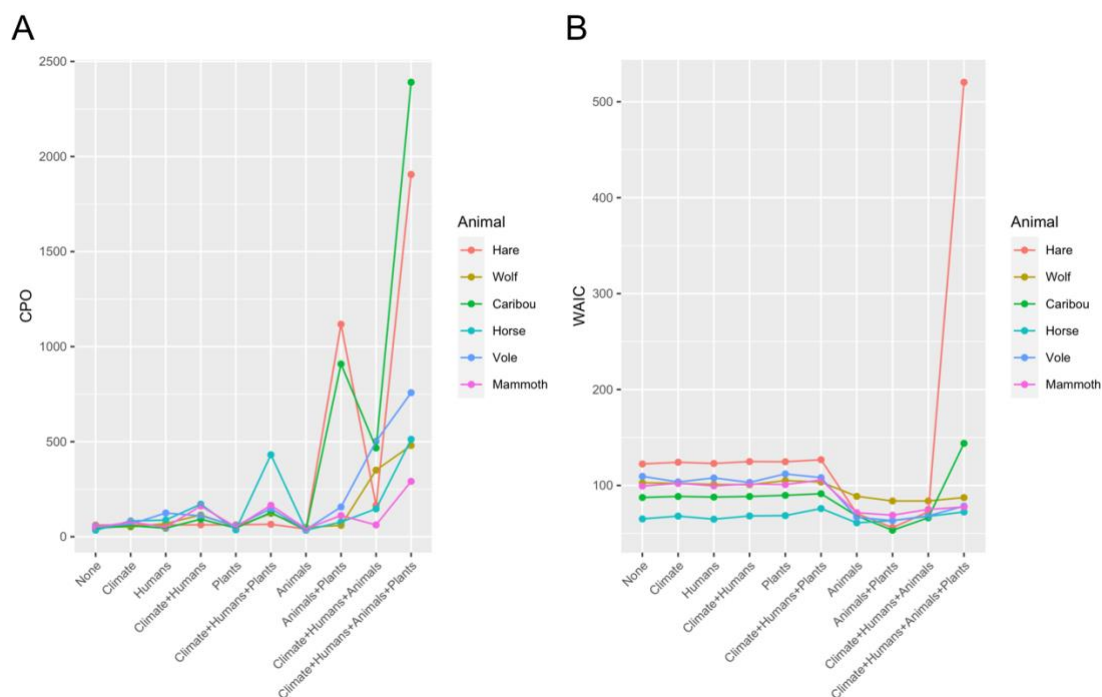 A
CPO
2500
2000
1500
1000
500
0
None
Climate
Humans
Climate+Humans
Plants
Climate+Humans+Plants
Animals
Animals+Plants
Climate+Humans+Animals
Climate+Humans+Animals+Plants
Animal
Hare
Wolf
Caribou
Horse
Vole
Mammoth
B
WAIC
500
400
300
200
100
None
Climate
Humans
Climate+Humans
Plants
Climate+Humans+Plants
Animals
Animals+Plants
Climate+Humans+Animals
Climate+Humans+Animals+Plants
Animal
Hare
Wolf
Caribou
Horse
Vole
Mammoth